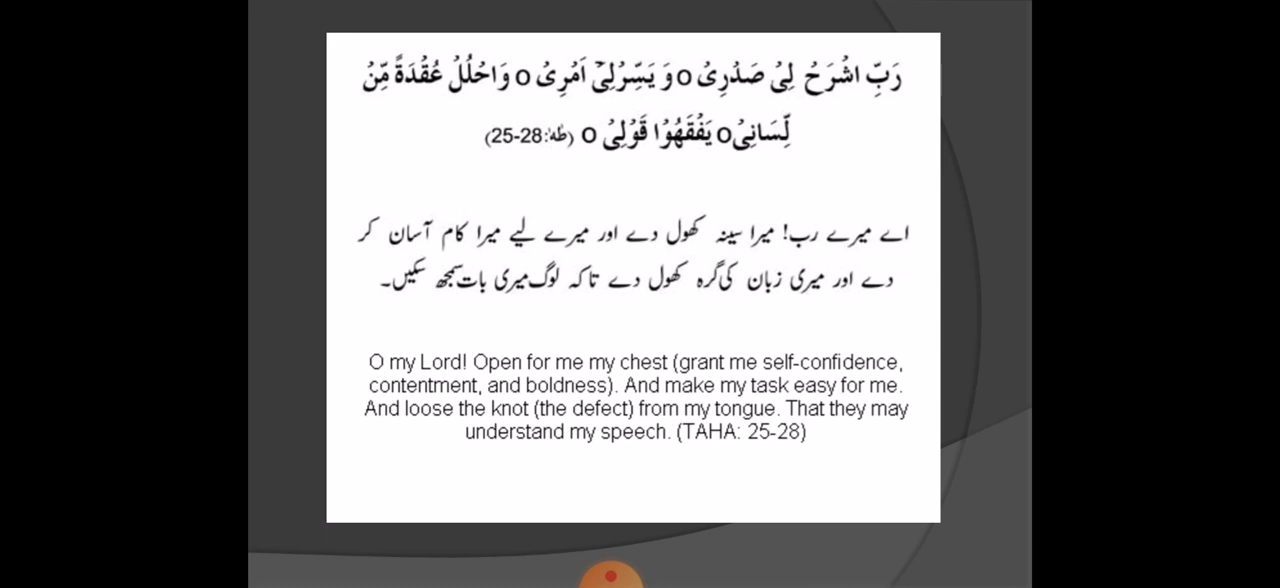 رَبِّ اشْرَحْ لِیْ صَدْرِیْ o وَ یَسِّرْلِیْۤ اَمْرِیْ o وَاحْلُلْ عُقْدَةً مِّنْ
لِّسَانِیْ o یَفْقَهُوْا قَوْلِیْ o (طٰهٰ:25-28)
اے میرے رب! میرا سینہ کھول دے اور میرے لیے میرا کام آسان کر
دے اور میری زبان کی گرہ کھول دے تاکہ لوگ میری بات سمجھ سکیں۔
O my Lord! Open for me my chest (grant me self-confidence,
contentment, and boldness). And make my task easy for me.
And loose the knot (the defect) from my tongue. That they may
understand my speech. (TAHA: 25-28)